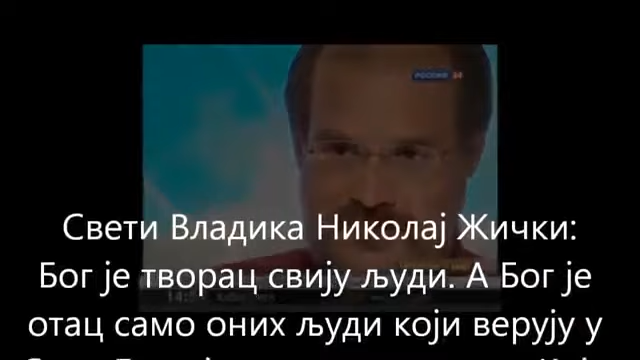 РОССИЯ 24
Свети Владика Николај Жички:
Бог је творац свију људи. А Бог је
отац само оних људи који верују у